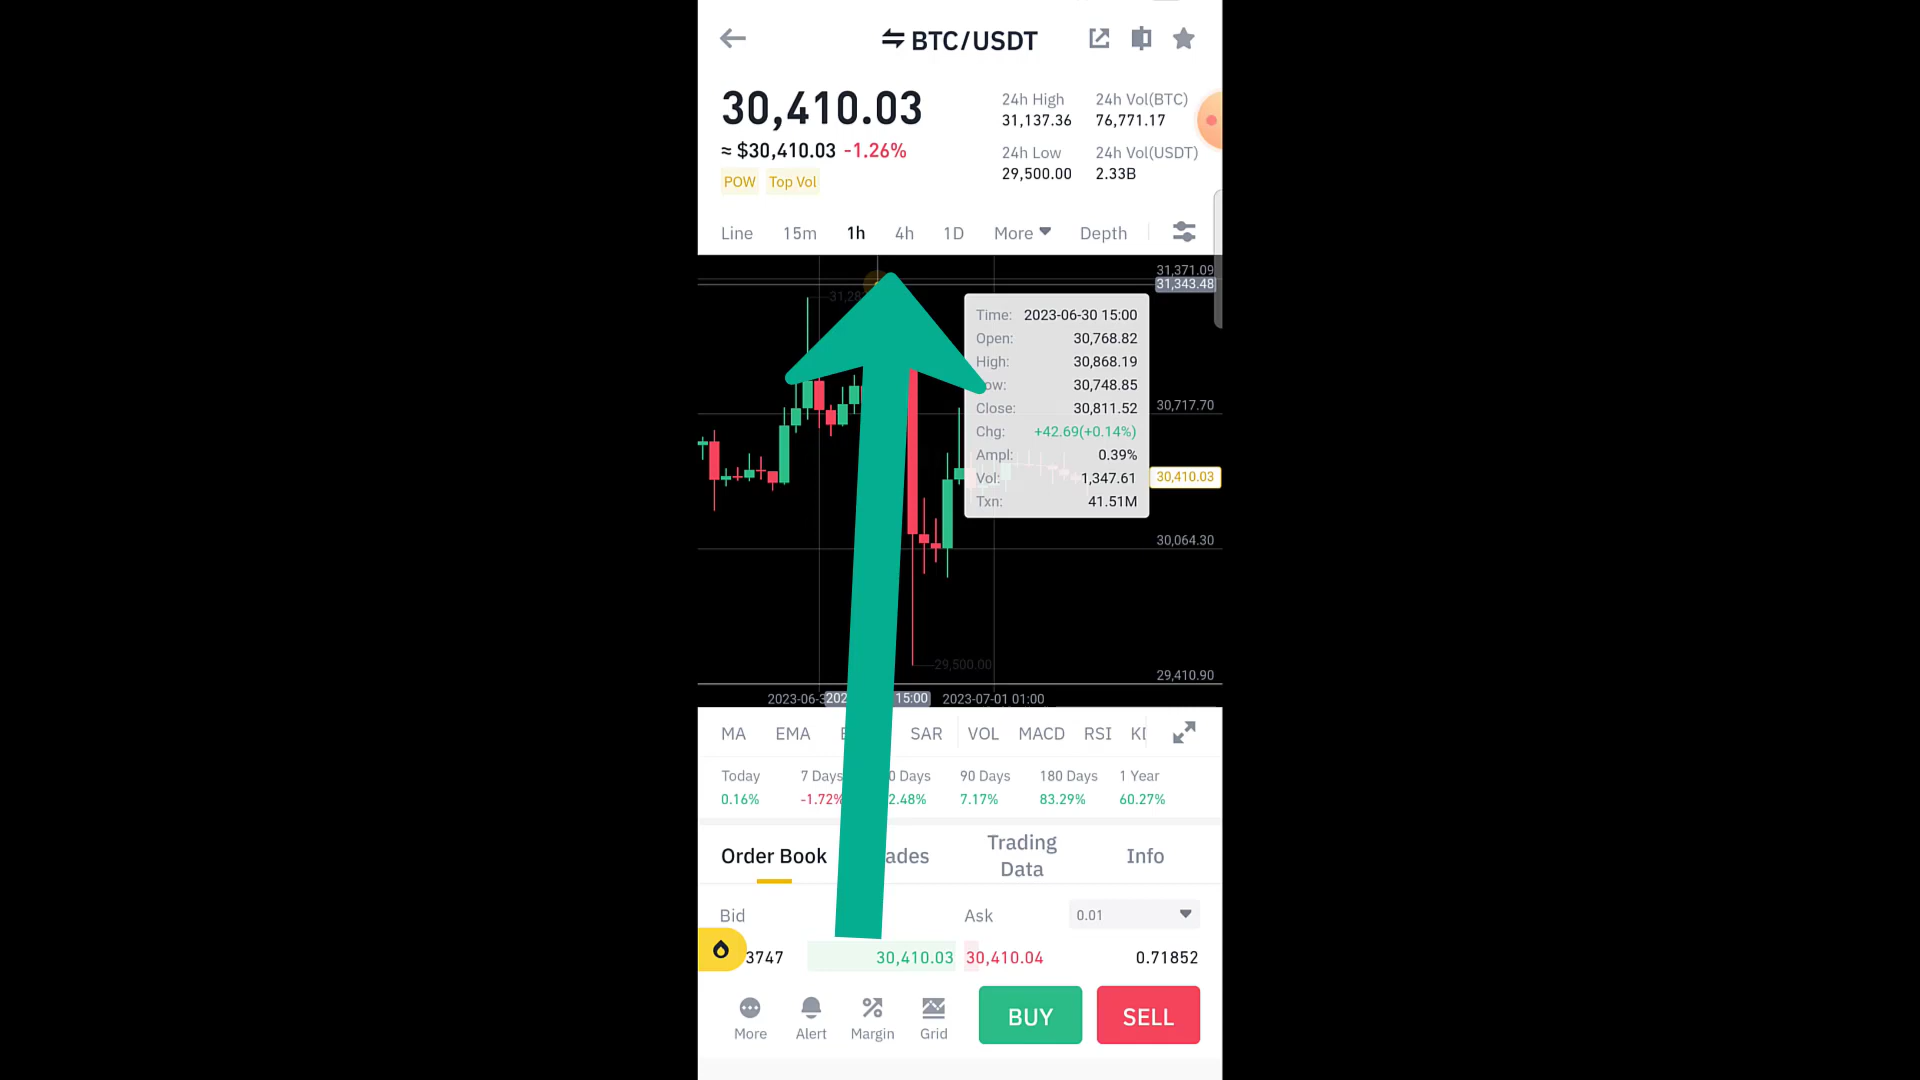 BTC/USDT
30,410.03
≈ $30,410.03 -1.26%
POW Top Vol
24h High 24h Vol(BTC)
31,137.36 76,771.17
24h Low 24h Vol(USDT)
29,500.00 2.33B
Line 15m 1h 4h 1D More Depth
31,371.09
31,343.48
Time: 2023-06-30 15:00
Open: 30,768.82
High: 30,868.19
30,748.85
Close: 30,811.52
Chg: +42.69(+0.14%)
Ampl: 0.39%
Vol: 1,347.61
Txn: 41.51M
30,717.70
30,410.03
30,064.30
29,500.00
29,410.90
15:00 2023-07-01 01:00
MA EMA SAR VOL MACD RSI
Today 7 Days Days 90 Days 180 Days 1 Year
0.16% -1.72% 7.17% 83.29% 60.27%
Order Book Trading Data Info
Bid Ask 0.01
3747 30,410.03 30,410.04 0.71852
More Alert Margin Grid BUY SELL